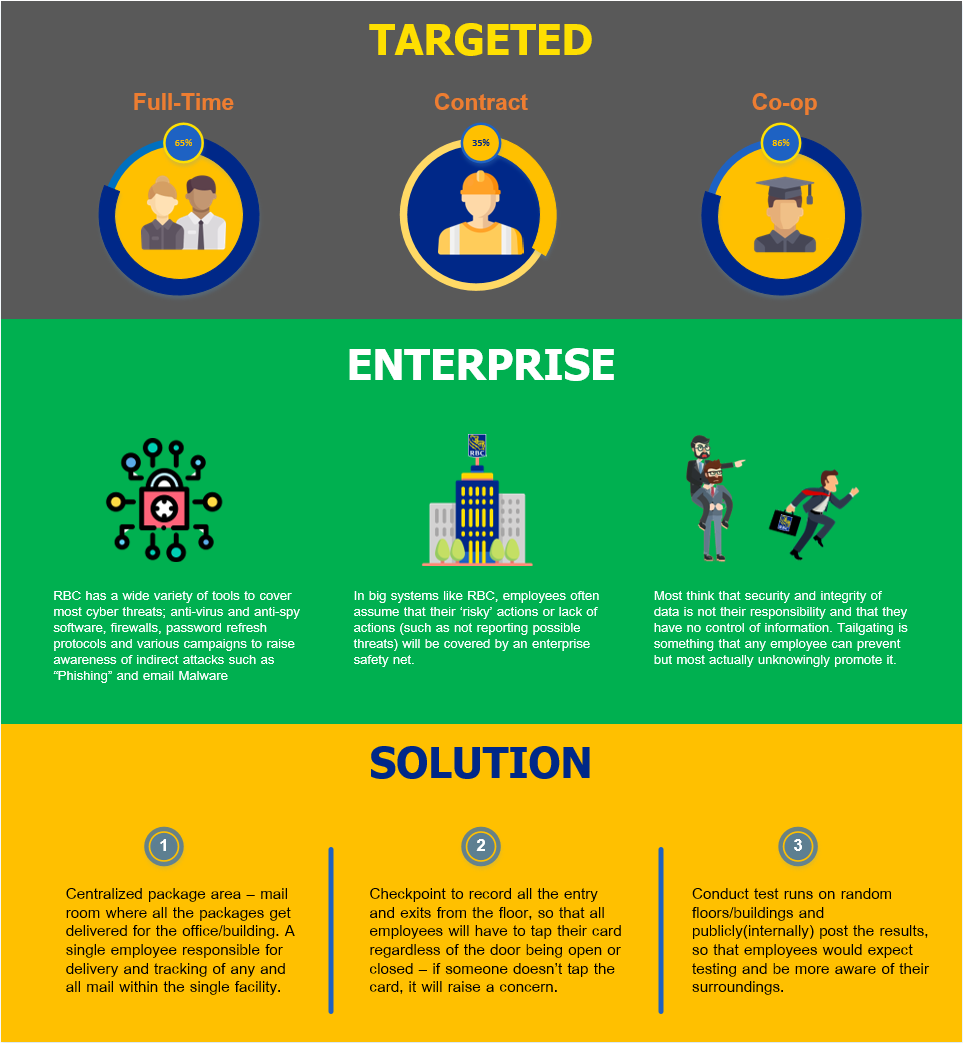 TARGETED
Full-Time
Contract
Co-op
65%
35%
86%
ENTERPRISE
RBC
RBC
RBC has a wide variety of tools to cover
most cyber threats; anti-virus and anti-spy
software, firewalls, password refresh
protocols and various campaigns to raise
awareness of indirect attacks such as
“Phishing” and email Malware
In big systems like RBC, employees often
assume that their ‘risky’ actions or lack of
actions (such as not reporting possible
threats) will be covered by an enterprise
safety net.
Most think that security and integrity of
data is not their responsibility and that they
have no control of information. Tailgating is
something that any employee can prevent
but most actually unknowingly promote it.
SOLUTION
1
2
3
Centralized package area – mail
room where all the packages get
delivered for the office/building. A
single employee responsible for
delivery and tracking of any and
all mail within the single facility.
Checkpoint to record all the entry
and exits from the floor, so that all
employees will have to tap their card
regardless of the door being open or
closed – if someone doesn’t tap the
card, it will raise a concern.
Conduct test runs on random
floors/buildings and
publicly(internally) post the results,
so that employees would expect
testing and be more aware of their
surroundings.